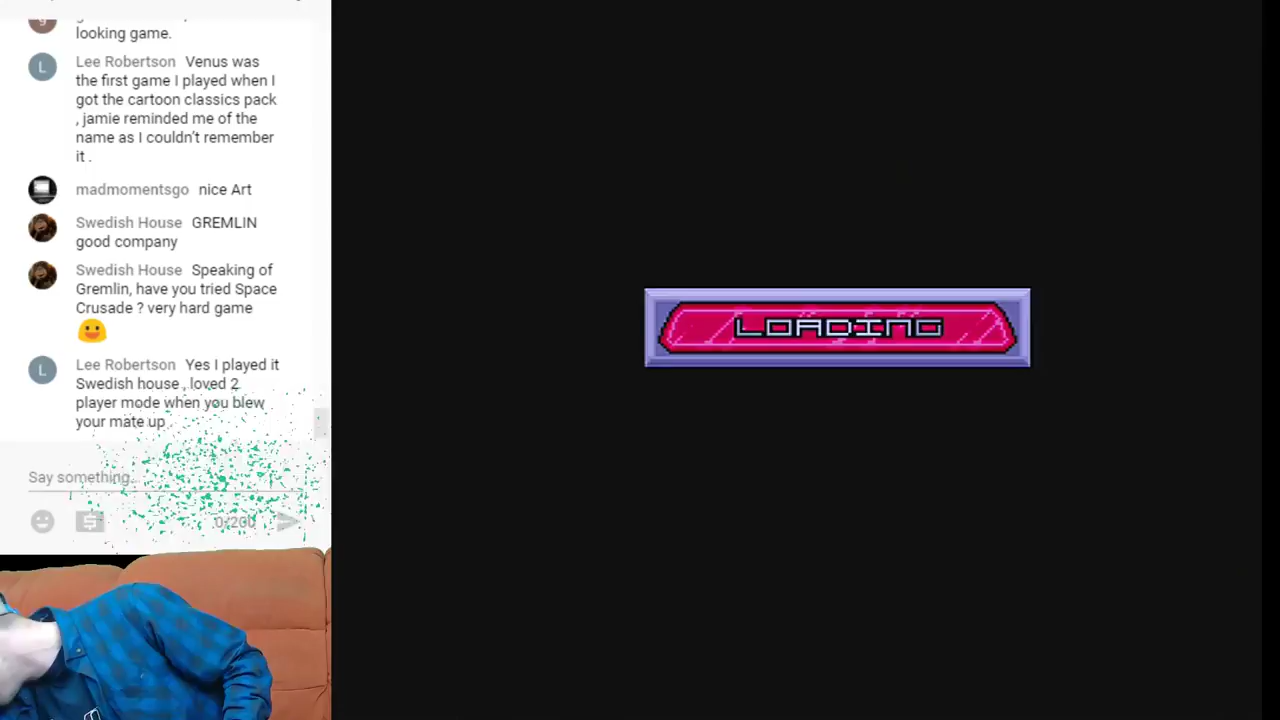 looking game.
Lee Robertson Venus was
the first game I played when I
got the cartoon classics pack
, jamie reminded me of the
name as I couldn't remember
it .
madmomentsgo nice Art
Swedish House GREMLIN
good company
Swedish House Speaking of
Gremlin, have you tried Space
Crusade ? very hard game
Lee Robertson Yes I played it
Swedish house , loved 2
player mode when you blew
your mate up
Say something...
0/200
LOADING